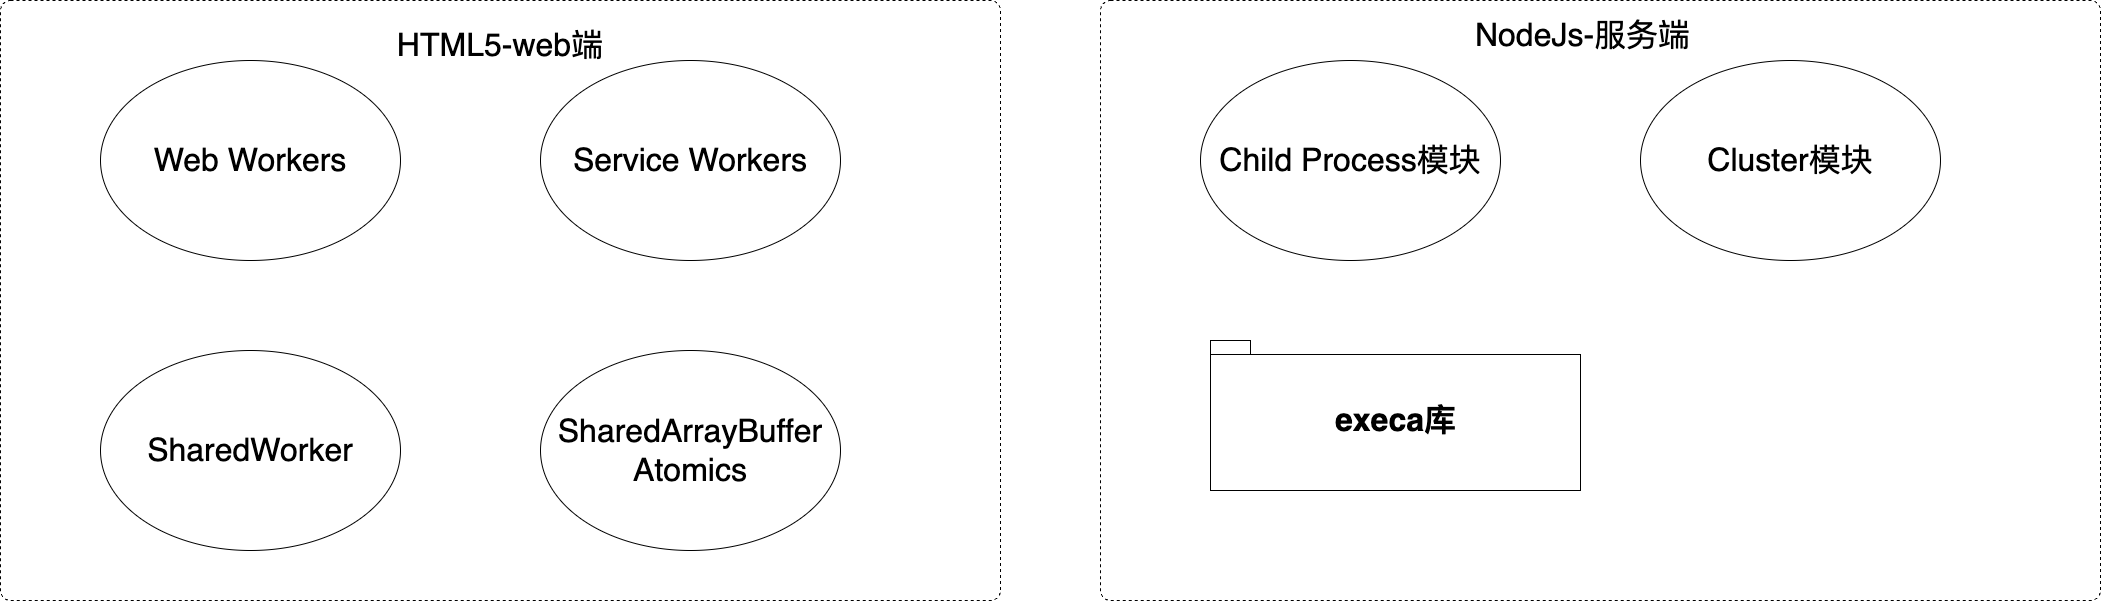 HTML5-web端
Web Workers
Service Workers
SharedWorker
SharedArrayBuffer
Atomics
NodeJs-服务端
Child Process模块
Cluster模块
execa库